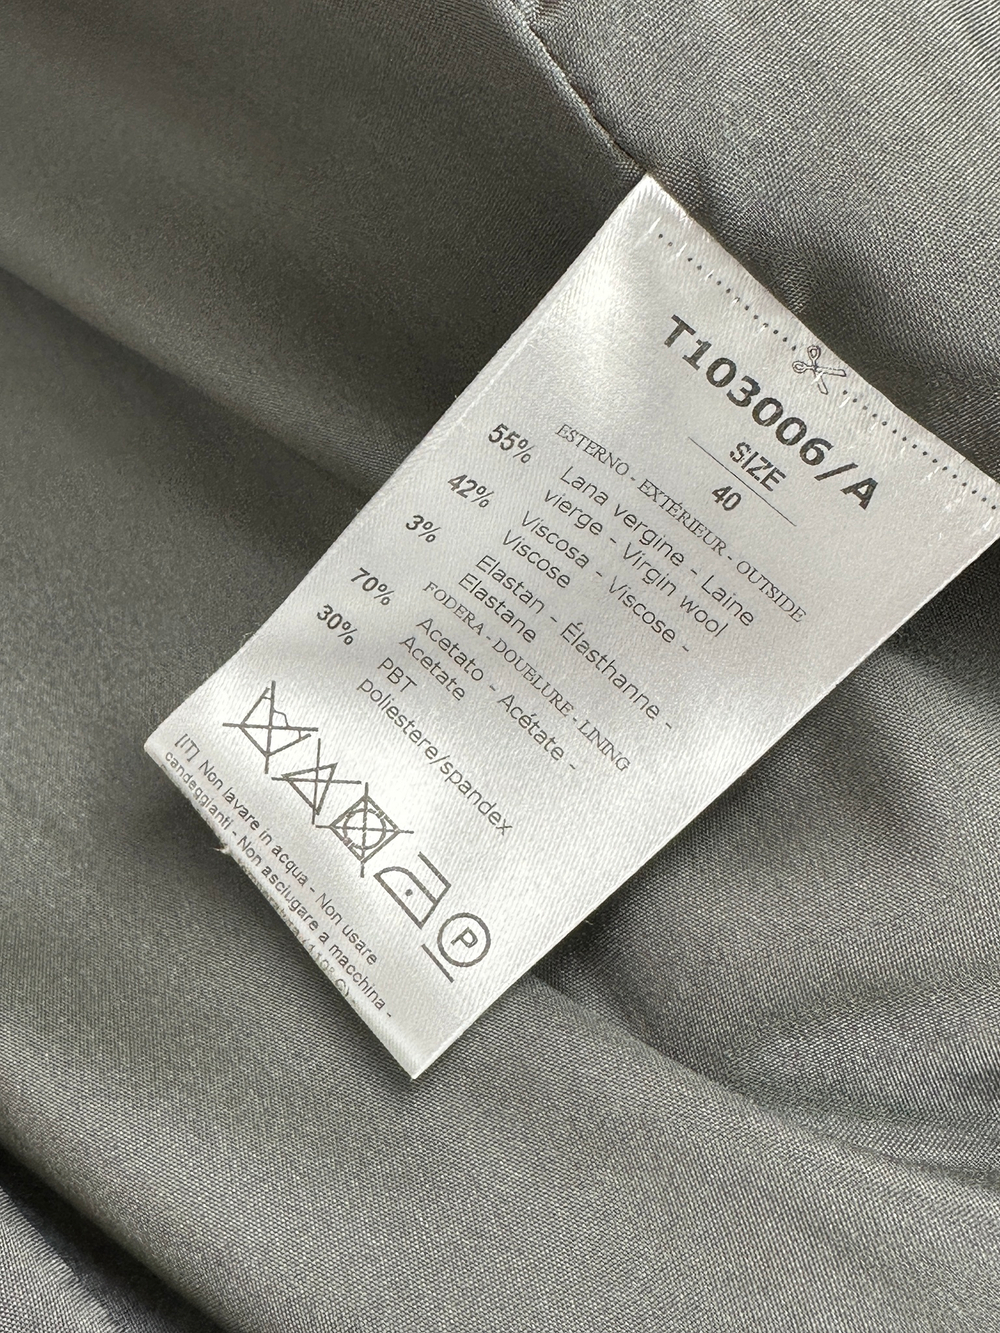 T103006/A
SIZE
40
ESTERNO - EXTÉRIEUR - OUTSIDE
55% Lana vergine - Laine
vierge - Virgin wool
42% Viscosa - Viscose -
Viscose
3% Elastan - Élasthanne -
Elastane
FODERA - DOUELURE - LINING
70% Acetato - Acétate -
Acetate
30% PBT
poliestere/spandex
P
(IT) Non lavare in acqua - Non usare
candeggianti - Non asciugare a macchina -